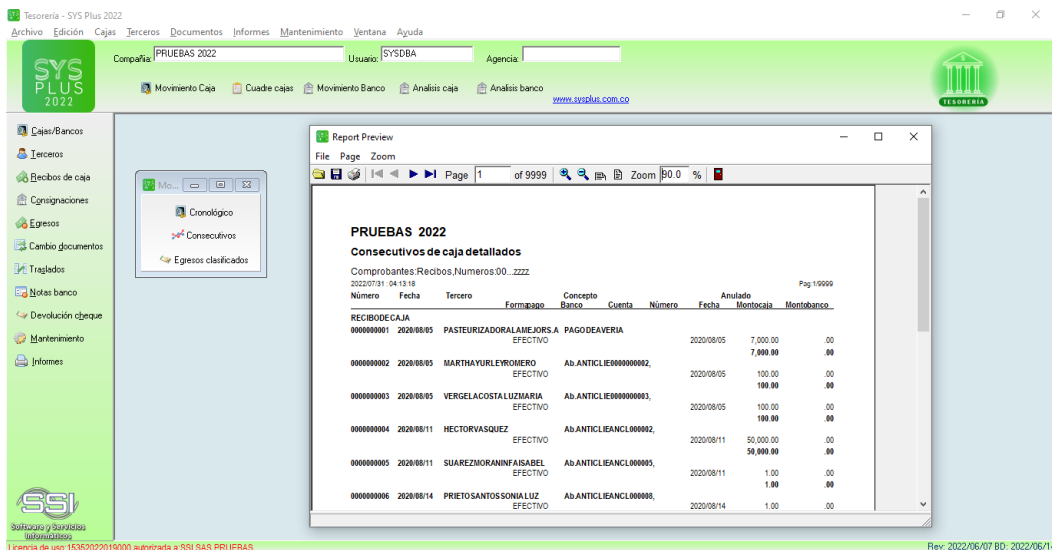 Tesorería - SYS Plus 2022
Archivo Edición Cajas Terceros Documentos Informes Mantenimiento Ventana Ayuda
SYS PLUS 2022
Compañia: PRUEBAS 2022 Usuario: SYSDBA Agencia:
Movimiento Caja Cuadre cajas Movimiento Banco Analisis caja Analisis banco
www.sysplus.com.co
TESORERÍA
Cajas/Bancos
Terceros
Recibos de caja
Consignaciones
Egresos
Cambio documentos
Traslados
Notas banco
Devolución cheque
Mantenimiento
Informes
SSI
Software y Servicios
Informáticos
Mo...
Cronológico
Consecutivos
Egresos clasificados
Report Preview
File Page Zoom
Page 1 of 9999 Zoom 90.0 %
PRUEBAS 2022
Consecutivos de caja detallados
Comprobantes:Recibos,Numeros:00...zzzz
2022/07/31 : 04:13:18 Pag:1/9999
Número Fecha Tercero Concepto Anulado
Formapago Banco Cuenta Número Fecha Montocaja Montobanco
RECIBODECAJA
0000000001 2020/08/05 PASTEURIZADORALAMEJORS.A PAGODEAVERIA
EFECTIVO 2020/08/05 7,000.00 .00
7,000.00 .00
0000000002 2020/08/05 MARTHAYURLEYROMERO Ab.ANTICLIE0000000002,
EFECTIVO 2020/08/05 100.00 .00
100.00 .00
0000000003 2020/08/05 VERGELACOSTALUZMARIA Ab.ANTICLIE0000000003,
EFECTIVO 2020/08/05 100.00 .00
100.00 .00
0000000004 2020/08/11 HECTORVASQUEZ Ab.ANTICLIEANCL000002,
EFECTIVO 2020/08/11 50,000.00 .00
50,000.00 .00
0000000005 2020/08/11 SUAREZMORANINFAISABEL Ab.ANTICLIEANCL000005,
EFECTIVO 2020/08/11 1.00 .00
1.00 .00
0000000006 2020/08/14 PRIETOSANTOSSONIALUZ Ab.ANTICLIEANCL000008,
EFECTIVO 2020/08/14 1.00 .00
Licencia de uso:15352022019000 autorizada a:SSI SAS PRUEBAS Rev: 2022/06/07 BD: 2022/06/14